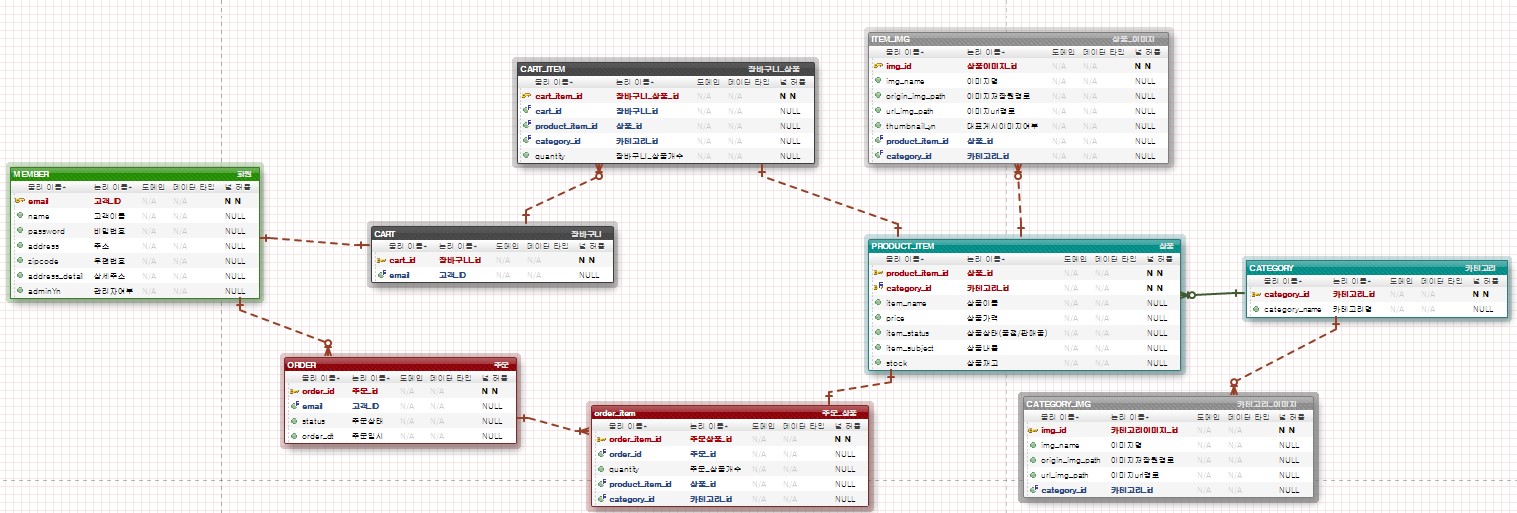 ITEM_IMG 상품_이미지
물리 이름 논리 이름 도메인 데이터 타입 널 허용
img_id 상품이미지_id N/A N/A N N
img_name 이미지명 N/A N/A NULL
origin_img_path 이미지저장원경로 N/A N/A NULL
url_img_path 이미지url경로 N/A N/A NULL
thumbnail_yn 대표게시이미지여부 N/A N/A NULL
product_item_id 상품_id N/A N/A NULL
category_id 카테고리_id N/A N/A NULL
CART_ITEM 장바구니_상품
물리 이름 논리 이름 도메인 데이터 타입 널 허용
cart_item_id 장바구니_상품_id N/A N/A N N
cart_id 장바구니_id N/A N/A NULL
product_item_id 상품_id N/A N/A NULL
category_id 카테고리_id N/A N/A NULL
quantity 장바구니_상품개수 N/A N/A NULL
MEMBER 회원
물리 이름 논리 이름 도메인 데이터 타입 널 허용
email 고객_ID N/A N/A N N
name 고객이름 N/A N/A NULL
password 비밀번호 N/A N/A NULL
address 주소 N/A N/A NULL
zipcode 우편번호 N/A N/A NULL
address_detail 상세주소 N/A N/A NULL
adminYn 관리자여부 N/A N/A NULL
CART 장바구니
물리 이름 논리 이름 도메인 데이터 타입 널 허용
cart_id 장바구니_id N/A N/A N N
email 고객_ID N/A N/A NULL
PRODUCT_ITEM 상품
물리 이름 논리 이름 도메인 데이터 타입 널 허용
product_item_id 상품_id N/A N/A N N
category_id 카테고리_id N/A N/A N N
item_name 상품이름 N/A N/A NULL
price 상품가격 N/A N/A NULL
item_status 상품상태(품절/판매중) N/A N/A NULL
item_subject 상품내용 N/A N/A NULL
stock 상품재고 N/A N/A NULL
CATEGORY 카테고리
물리 이름 논리 이름 도메인 데이터 타입 널 허용
category_id 카테고리_id N/A N/A N N
category_name 카테고리명 N/A N/A NULL
ORDER 주문
물리 이름 논리 이름 도메인 데이터 타입 널 허용
order_id 주문_id N/A N/A N N
email 고객_ID N/A N/A NULL
status 주문상태 N/A N/A NULL
order_dt 주문일시 N/A N/A NULL
order_item 주문_상품
물리 이름 논리 이름 도메인 데이터 타입 널 허용
order_item_id 주문상품_id N/A N/A N N
order_id 주문_id N/A N/A NULL
quantity 주문_상품개수 N/A N/A NULL
product_item_id 상품_id N/A N/A NULL
category_id 카테고리_id N/A N/A NULL
CATEGORY_IMG 카테고리_이미지
물리 이름 논리 이름 도메인 데이터 타입 널 허용
img_id 카테고리이미지_id N/A N/A N N
img_name 이미지명 N/A N/A NULL
origin_img_path 이미지저장원경로 N/A N/A NULL
url_img_path 이미지url경로 N/A N/A NULL
category_id 카테고리_id N/A N/A NULL